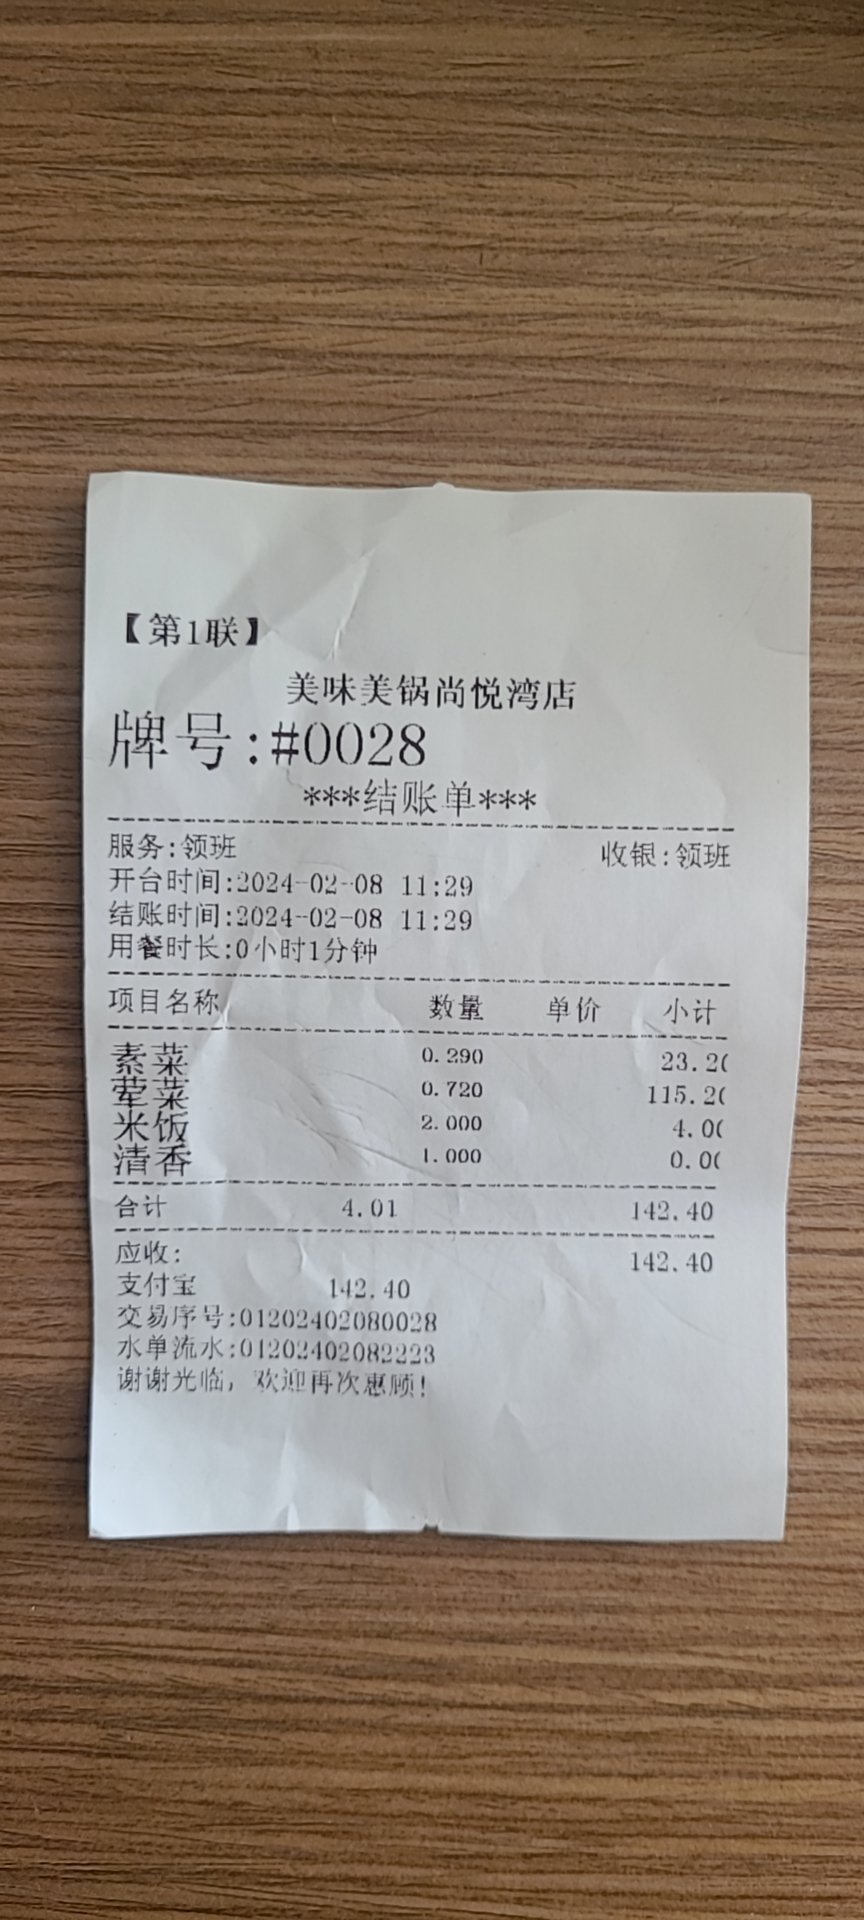 【第1联】
美味美锅尚悦湾店
牌号:#0028
***结账单***
服务:领班 收银:领班
开台时间:2024-02-08 11:29
结账时间:2024-02-08 11:29
用餐时长:0小时1分钟
项目名称 数量 单价 小计
素菜 0.290 23.20
荤菜 0.720 115.20
米饭 2.000 4.00
清香 1.000 0.00
合计 4.01 142.40
应收: 142.40
支付宝 142.40
交易序号:01202402080028
水单流水:01202402082223
谢谢光临, 欢迎再次惠顾!